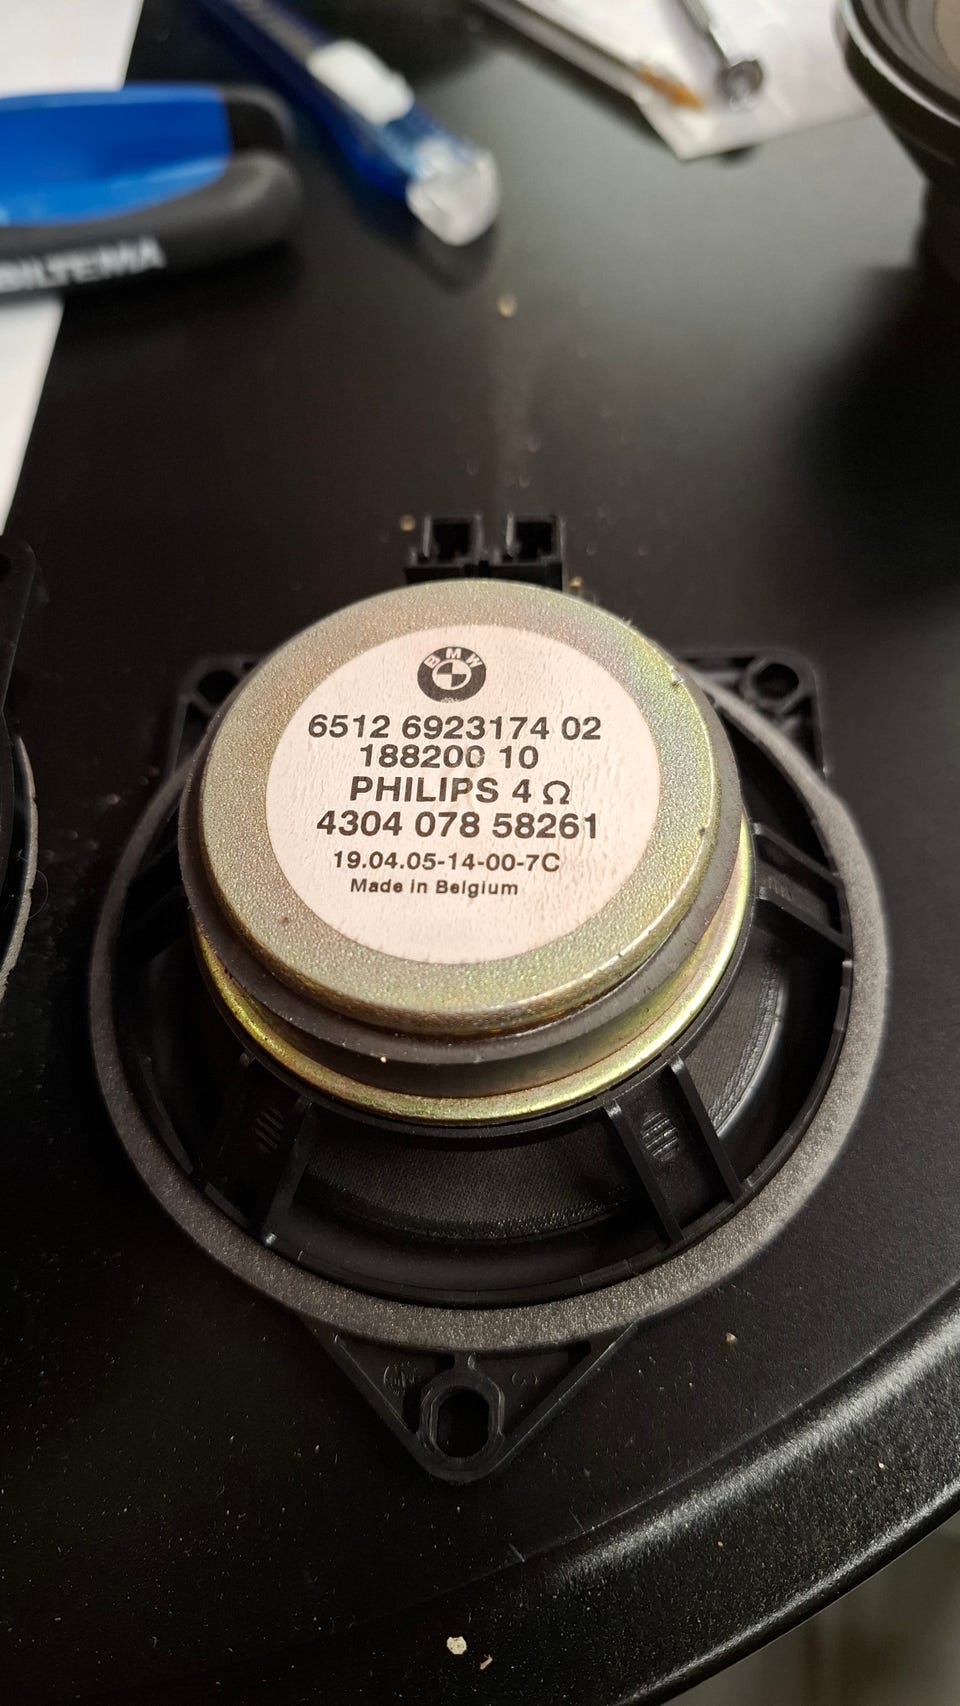 BILTEMA
BMW
6512 6923174 02
188200 10
PHILIPS 4 Ω
4304 078 58261
19.04.05-14-00-7C
Made in Belgium